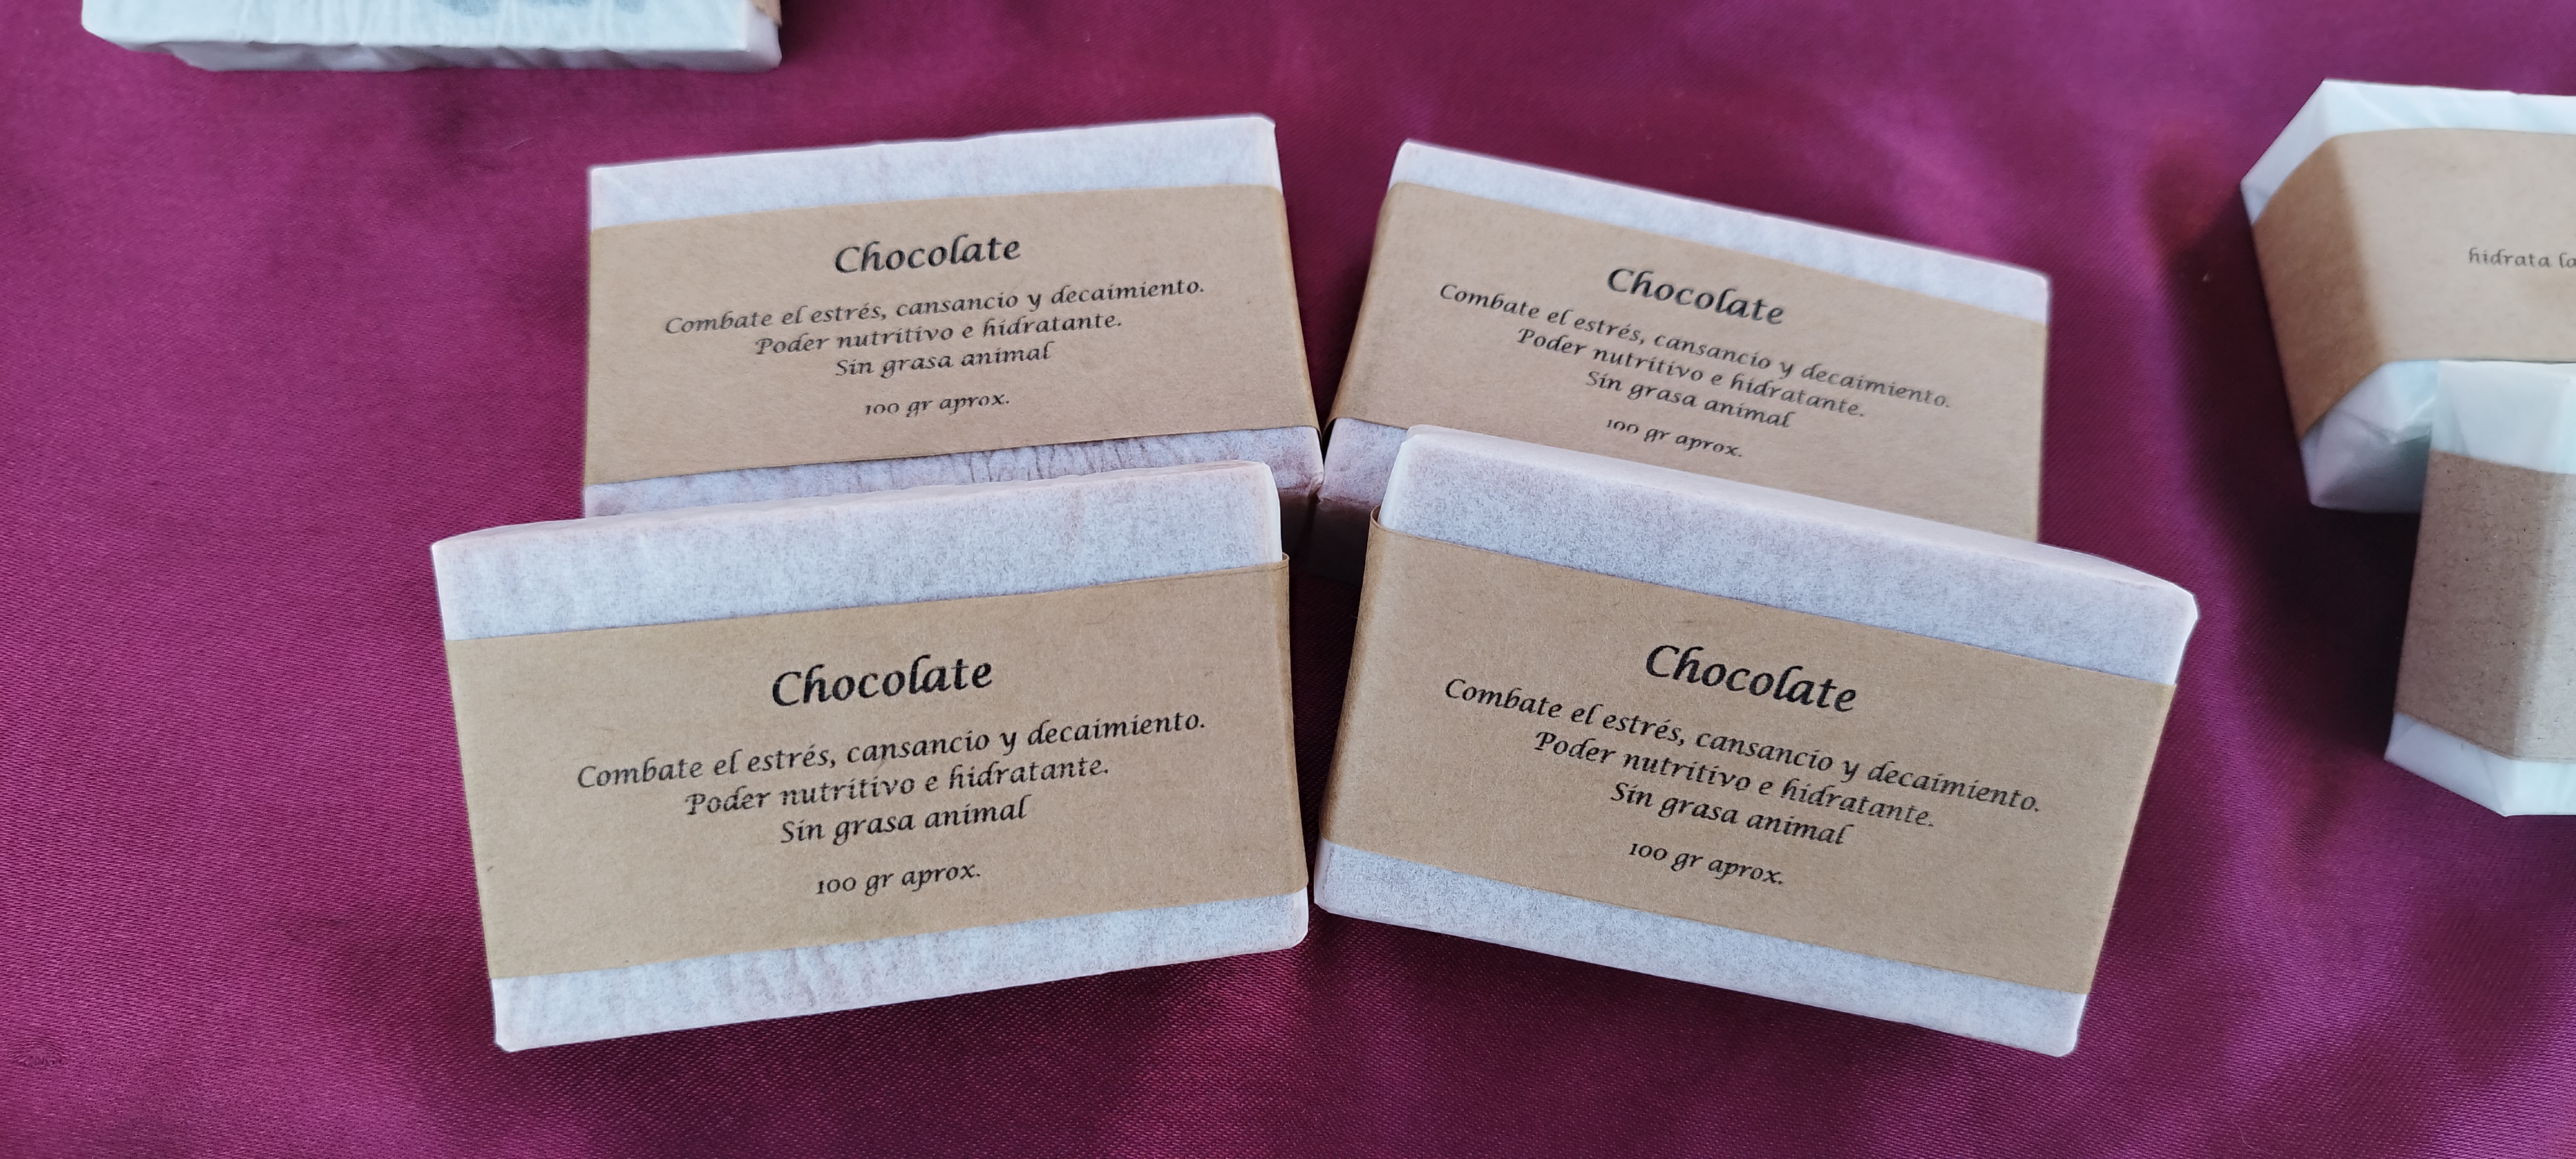 Chocolate
Combate el estrés, cansancio y decaimiento.
Poder nutritivo e hidratante.
Sin grasa animal
100 gr aprox.
Chocolate
Combate el estrés, cansancio y decaimiento.
Poder nutritivo e hidratante.
Sin grasa animal
100 gr aprox.
hidrata la
Chocolate
Combate el estrés, cansancio y decaimiento.
Poder nutritivo e hidratante.
Sin grasa animal
100 gr aprox.
Chocolate
Combate el estrés, cansancio y decaimiento.
Poder nutritivo e hidratante.
Sin grasa animal
100 gr aprox.